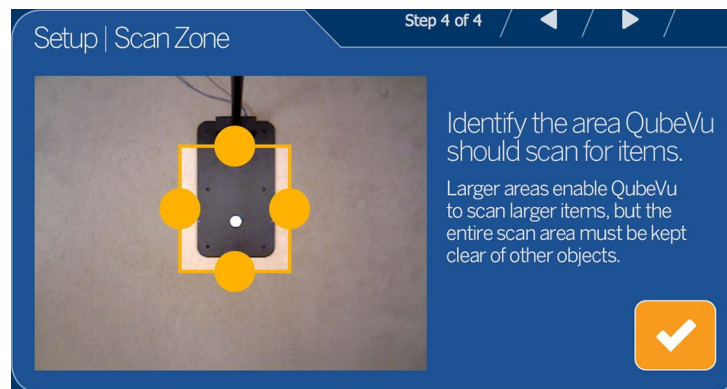 Step 4 of 4
Setup | Scan Zone
Identify the area QubeVu
should scan for items.
Larger areas enable QubeVu
to scan larger items, but the
entire scan area must be kept
clear of other objects.